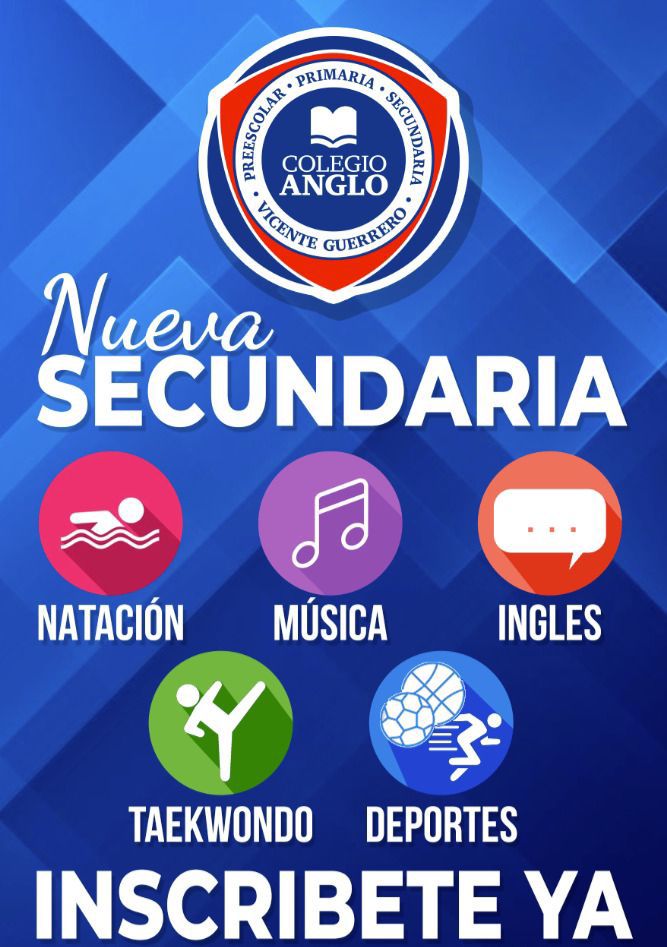 PREESCOLAR • PRIMARIA • SECUNDARIA
COLEGIO
ANGLO
• VICENTE GUERRERO •
Nueva
SECUNDARIA
. . .
NATACIÓN MÚSICA INGLES
TAEKWONDO DEPORTES
INSCRIBETE YA